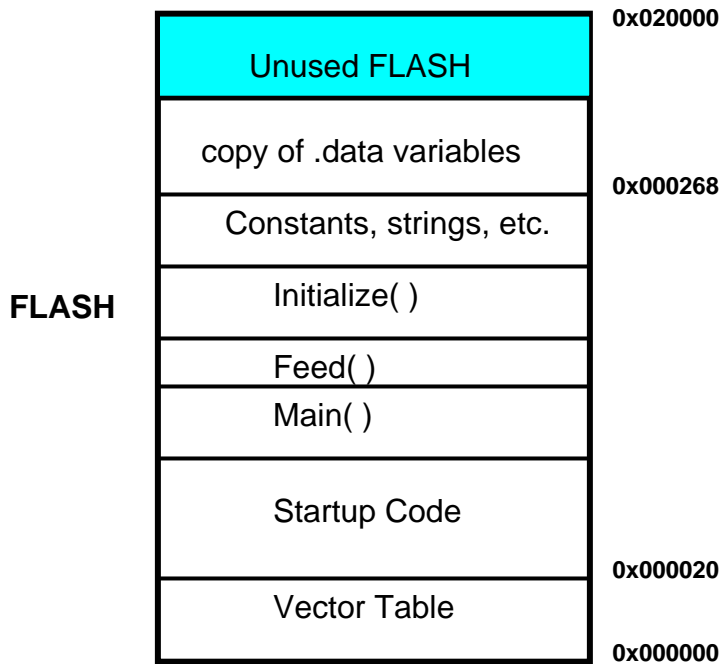 0x020000
Unused FLASH
copy of .data variables
0x000268
Constants, strings, etc.
Initialize( )
FLASH
Feed( )
Main( )
Startup Code
0x000020
Vector Table
0x000000